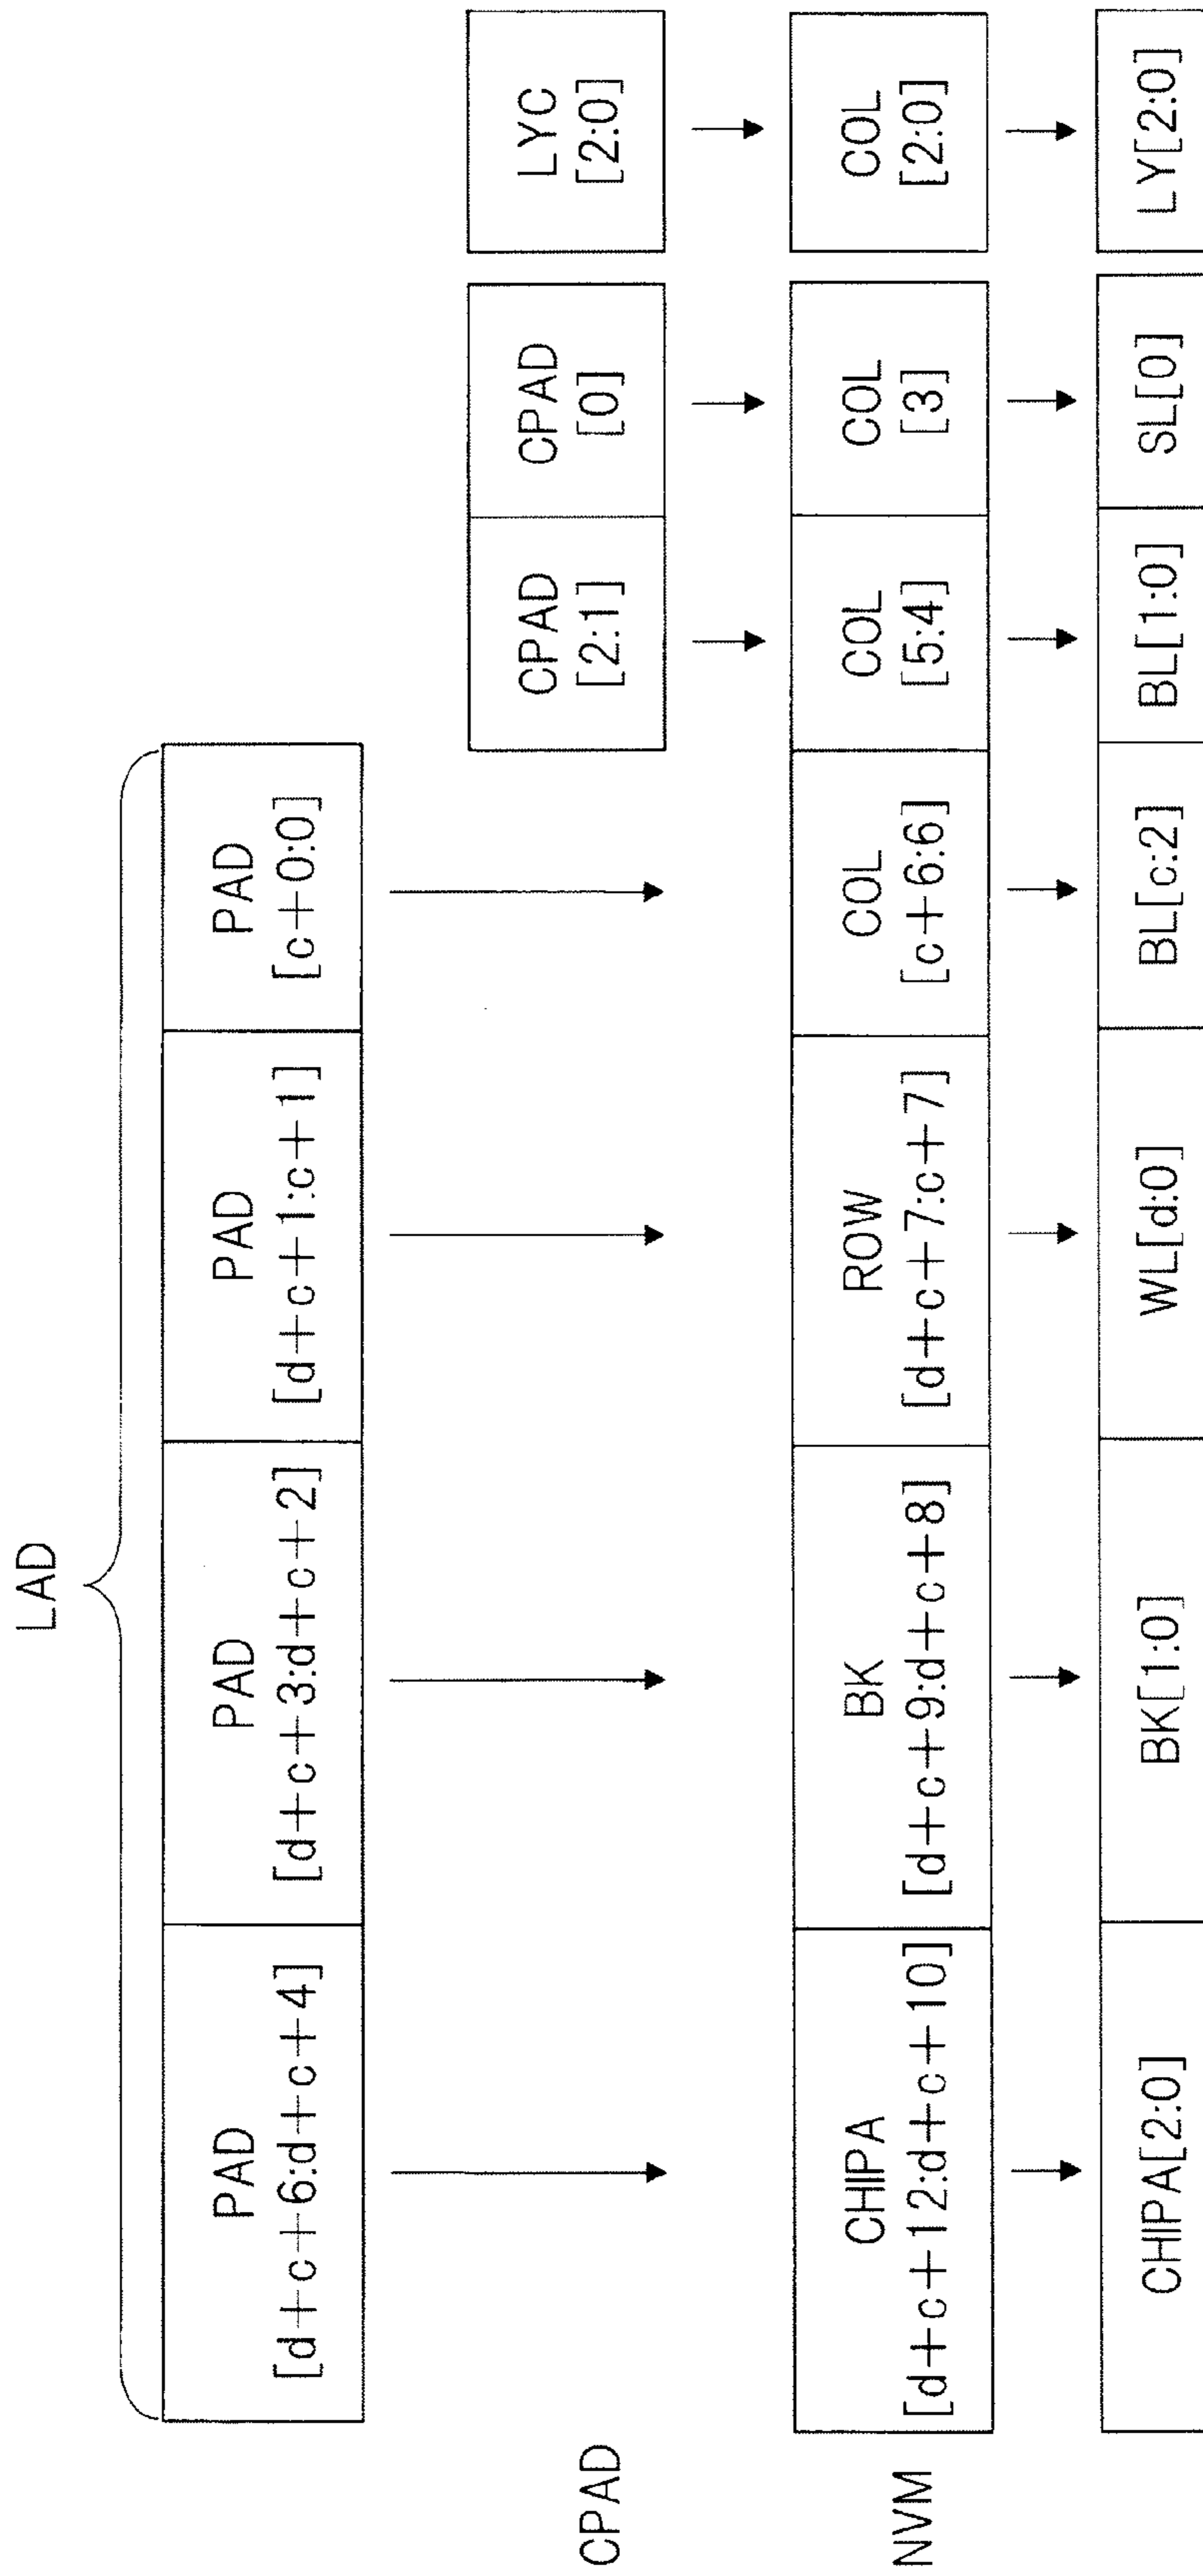 LAD
PAD
[d+c+6:d+c+4]
PAD
[d+c+3:d+c+2]
PAD
[d+c+1:c+1]
PAD
[c+0:0]
CPAD
CPAD
[2:1]
CPAD
[0]
LYC
[2:0]
NVM
CHIPA
[d+c+12:d+c+10]
BK
[d+c+9:d+c+8]
ROW
[d+c+7:c+7]
COL
[c+6:6]
COL
[5:4]
COL
[3]
COL
[2:0]
CHIPA[2:0]
BK[1:0]
WL[d:0]
BL[c:2]
BL[1:0]
SL[0]
LY[2:0]